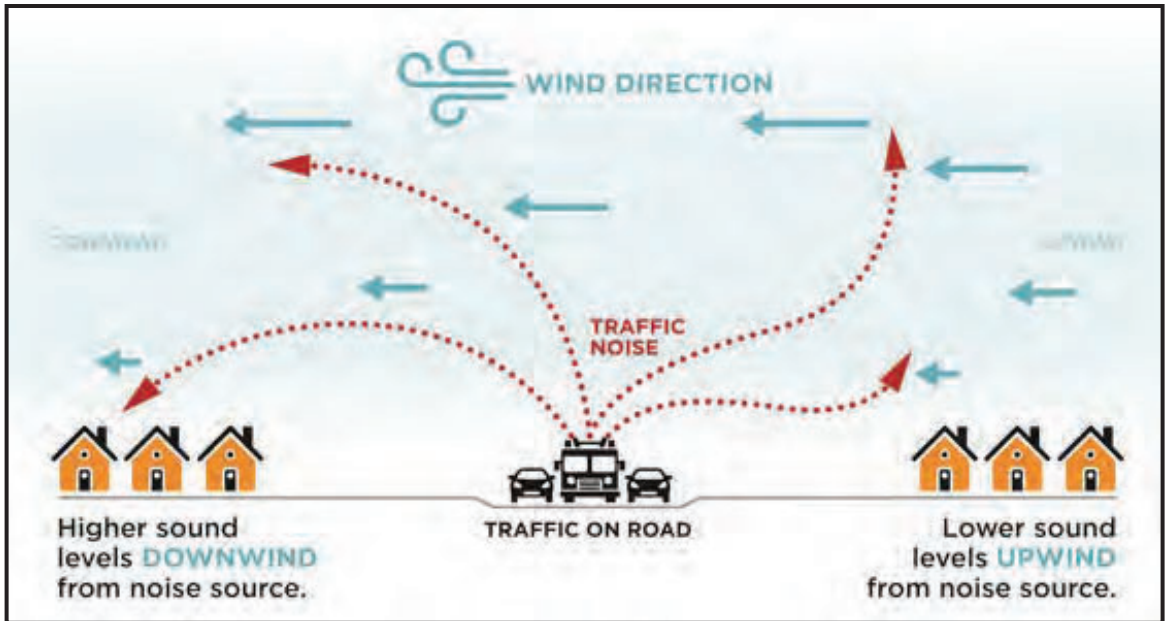 WIND DIRECTION
TRAFFIC
NOISE
TRAFFIC ON ROAD
Higher sound
levels DOWNWIND
from noise source.
Lower sound
levels UPWIND
from noise source.